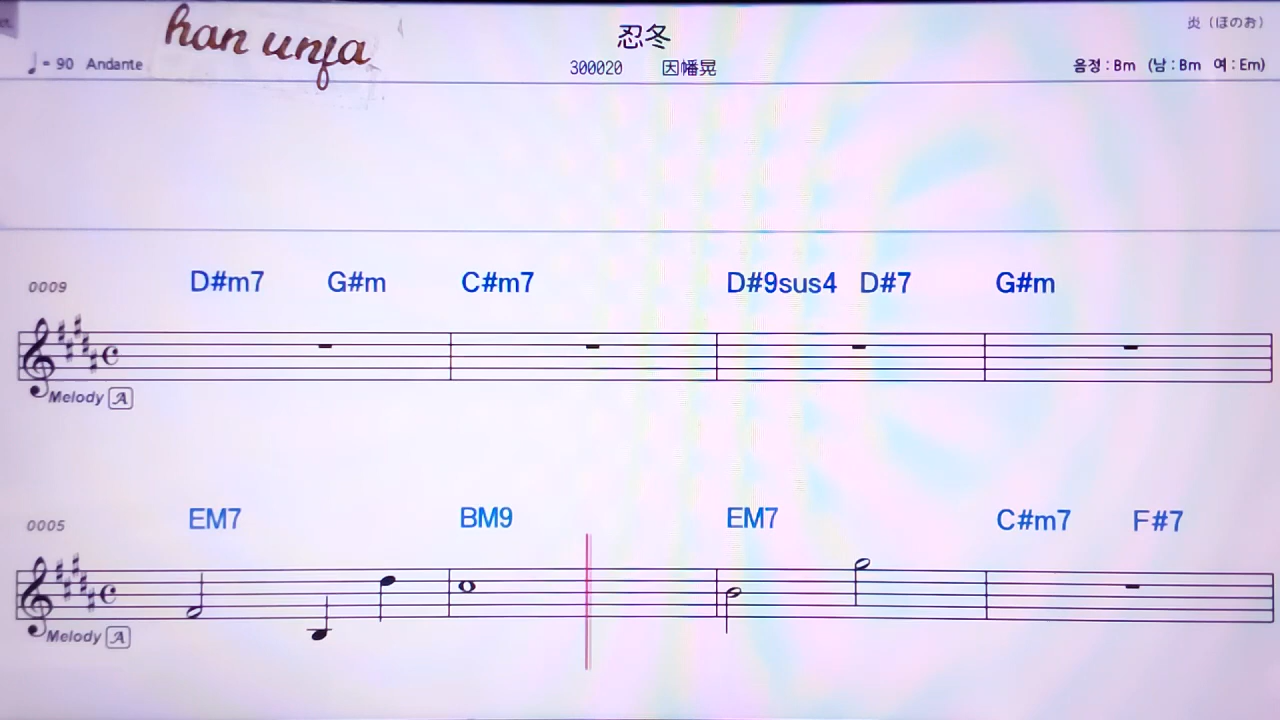 han unja
忍冬
炎（ほのお）
♩= 90 Andante
300020 因幡晃
음정 : Bm (남 : Bm 여 : Em)
0009 D#m7 G#m C#m7 D#9sus4 D#7 G#m
Melody A
0005 EM7 BM9 EM7 C#m7 F#7
Melody A